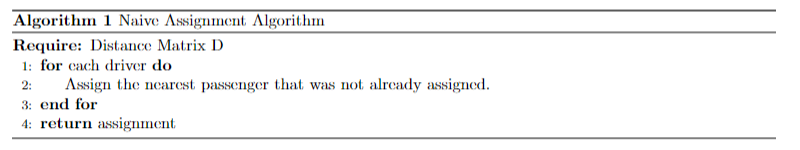 Algorithm 1 Naive Assignment Algorithm
Require: Distance Matrix D
1: for each driver do
2: Assign the nearest passenger that was not already assigned.
3: end for
4: return assignment